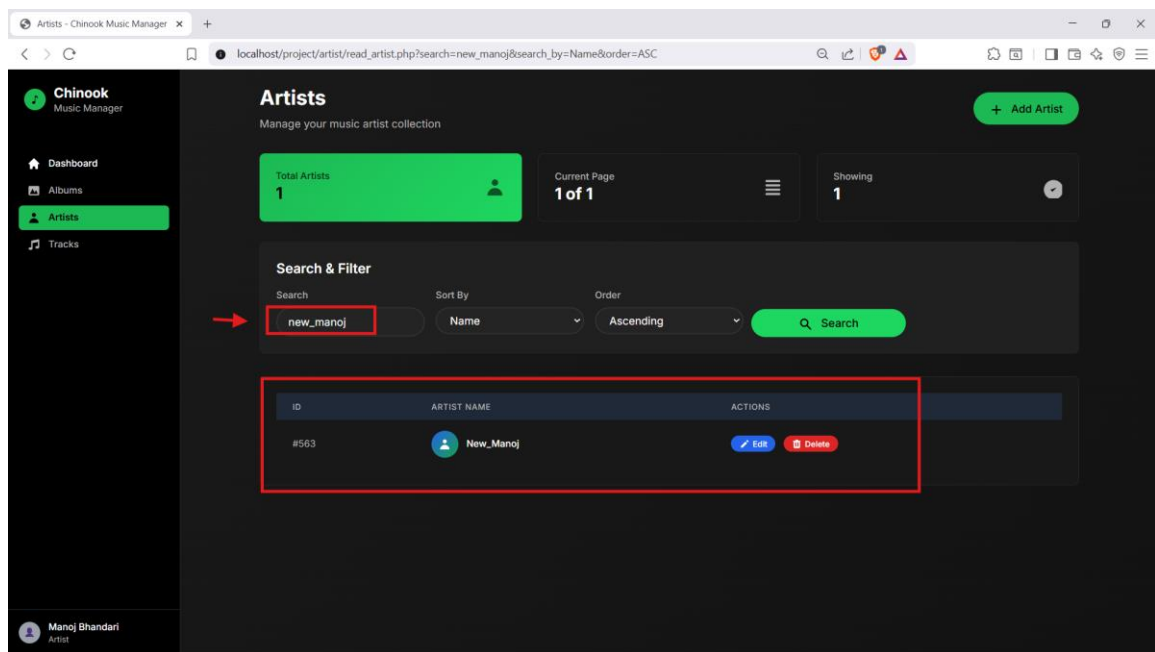 Artists - Chinook Music Manager
localhost/project/artist/read_artist.php?search=new_manoj&search_by=Name&order=ASC
Chinook
Music Manager
Dashboard
Albums
Artists
Tracks
Manoj Bhandari
Artist
Artists
Manage your music artist collection
+ Add Artist
Total Artists
1
Current Page
1 of 1
Showing
1
Search & Filter
Search
Sort By
Order
new_manoj
Name
Ascending
Search
ID ARTIST NAME ACTIONS
#563 New_Manoj Edit Delete